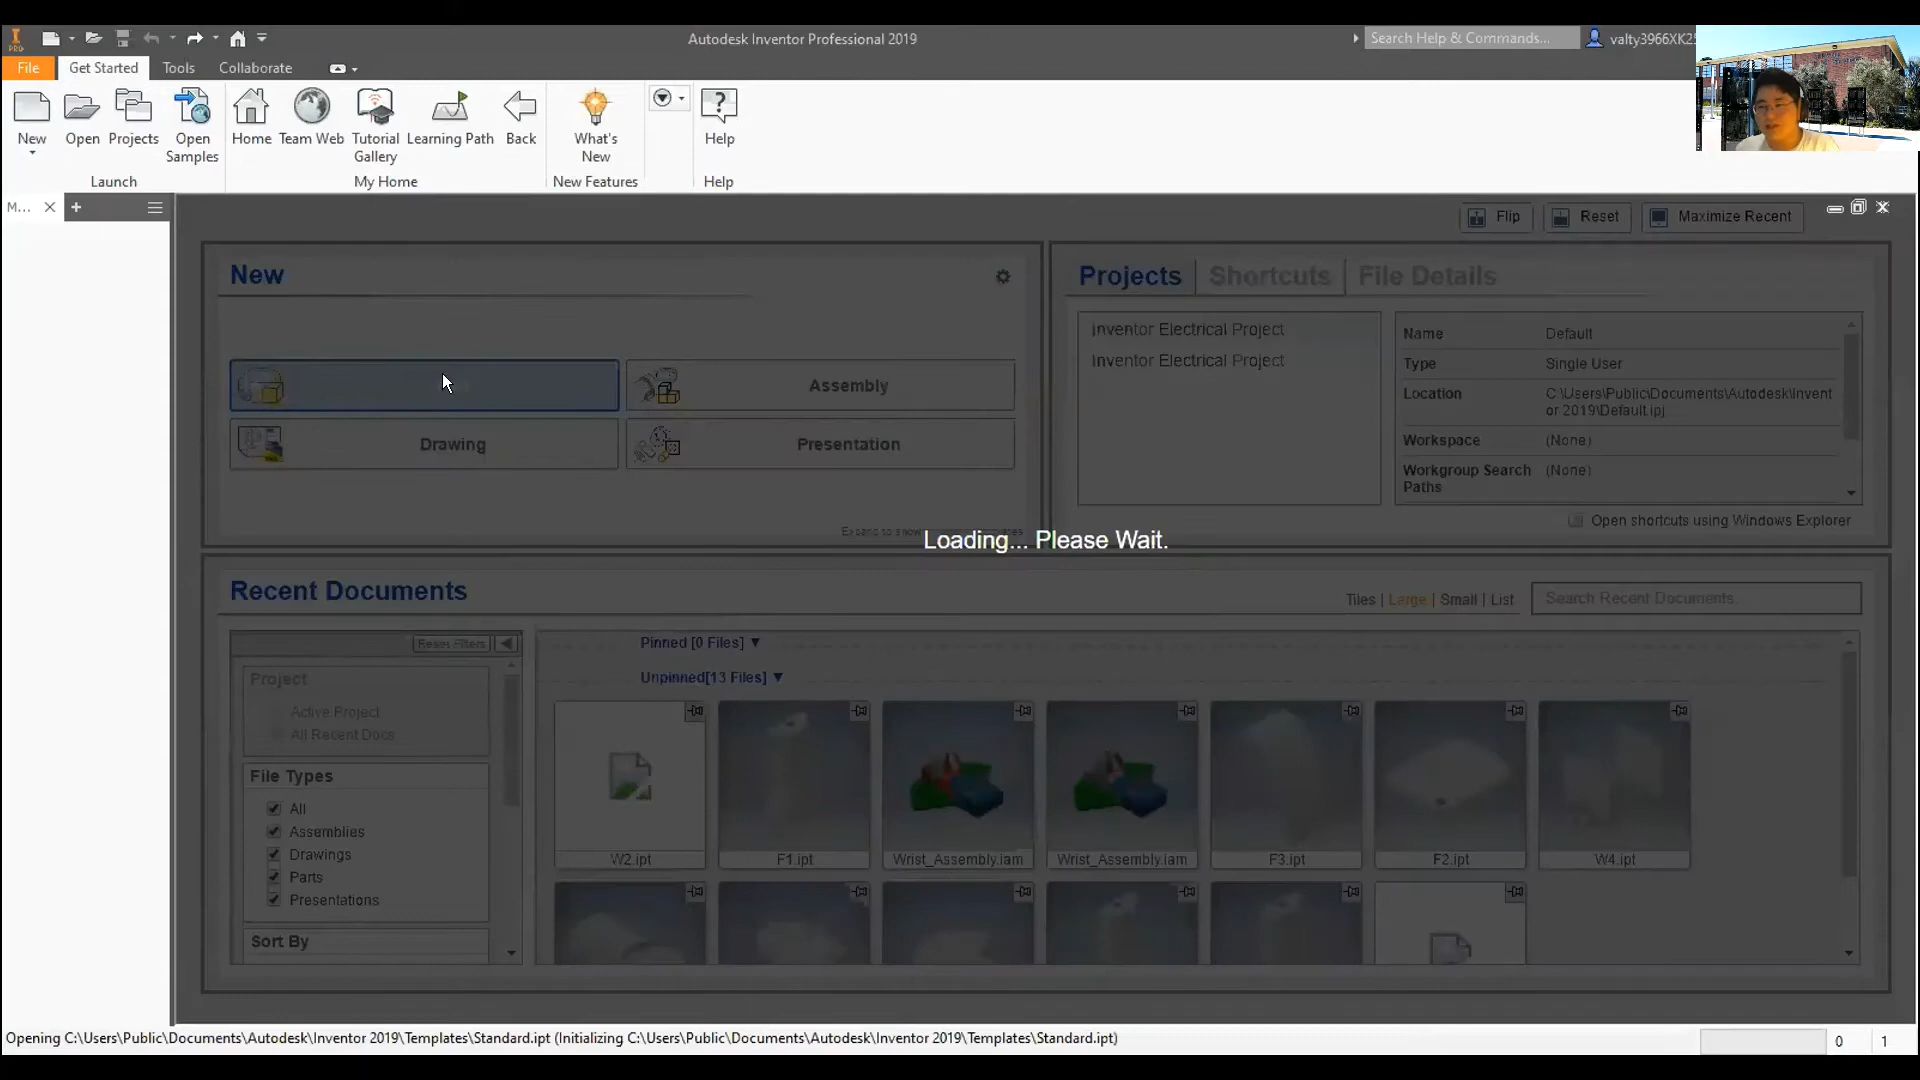 Autodesk Inventor Professional 2019
Search Help & Commands...
valty3966XK2
File
Get Started
Tools
Collaborate
New
Open
Projects
Open Samples
Home
Team Web
Tutorial Gallery
Learning Path
Back
What's New
Help
Launch
My Home
New Features
Help
M...
Flip
Reset
Maximize Recent
New
Assembly
Drawing
Presentation
Projects
Shortcuts
File Details
Inventor Electrical Project
Inventor Electrical Project
Name Default
Type Single User
Location C:\Users\Public\Documents\Autodesk\Invent
or 2019\Default.ipj
Workspace (None)
Workgroup Search (None)
Paths
Open shortcuts using Windows Explorer
Loading... Please Wait.
Recent Documents
Tiles | Large | Small | List
Search Recent Documents...
Reset Filters
Project
Active Project
All Recent Docs
File Types
All
Assemblies
Drawings
Parts
Presentations
Sort By
Pinned [0 Files] ▼
Unpinned[13 Files] ▼
W2.ipt
F1.ipt
Wrist_Assembly.iam
Wrist_Assembly.iam
F3.ipt
F2.ipt
W4.ipt
Opening C:\Users\Public\Documents\Autodesk\Inventor 2019\Templates\Standard.ipt (Initializing C:\Users\Public\Documents\Autodesk\Inventor 2019\Templates\Standard.ipt)
0
1